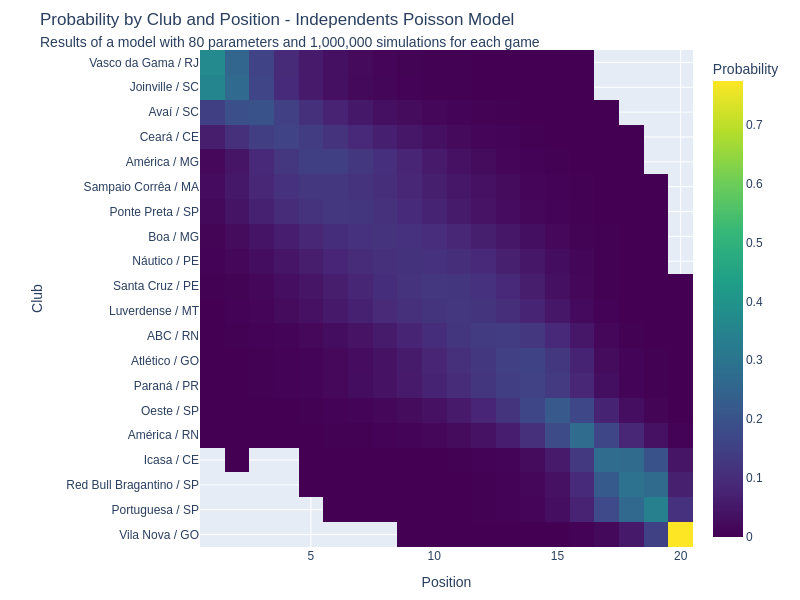 Probability by Club and Position - Independents Poisson Model
Results of a model with 80 parameters and 1,000,000 simulations for each game
Probability
Vasco da Gama / RJ
Joinville / SC
Avaí / SC
Ceará / CE
América / MG
Sampaio Corrêa / MA
Ponte Preta / SP
Boa / MG
Náutico / PE
Santa Cruz / PE
Luverdense / MT
ABC / RN
Atlético / GO
Paraná / PR
Oeste / SP
América / RN
Icasa / CE
Red Bull Bragantino / SP
Portuguesa / SP
Vila Nova / GO
Club
5
10
15
20
Position
0.7
0.6
0.5
0.4
0.3
0.2
0.1
0